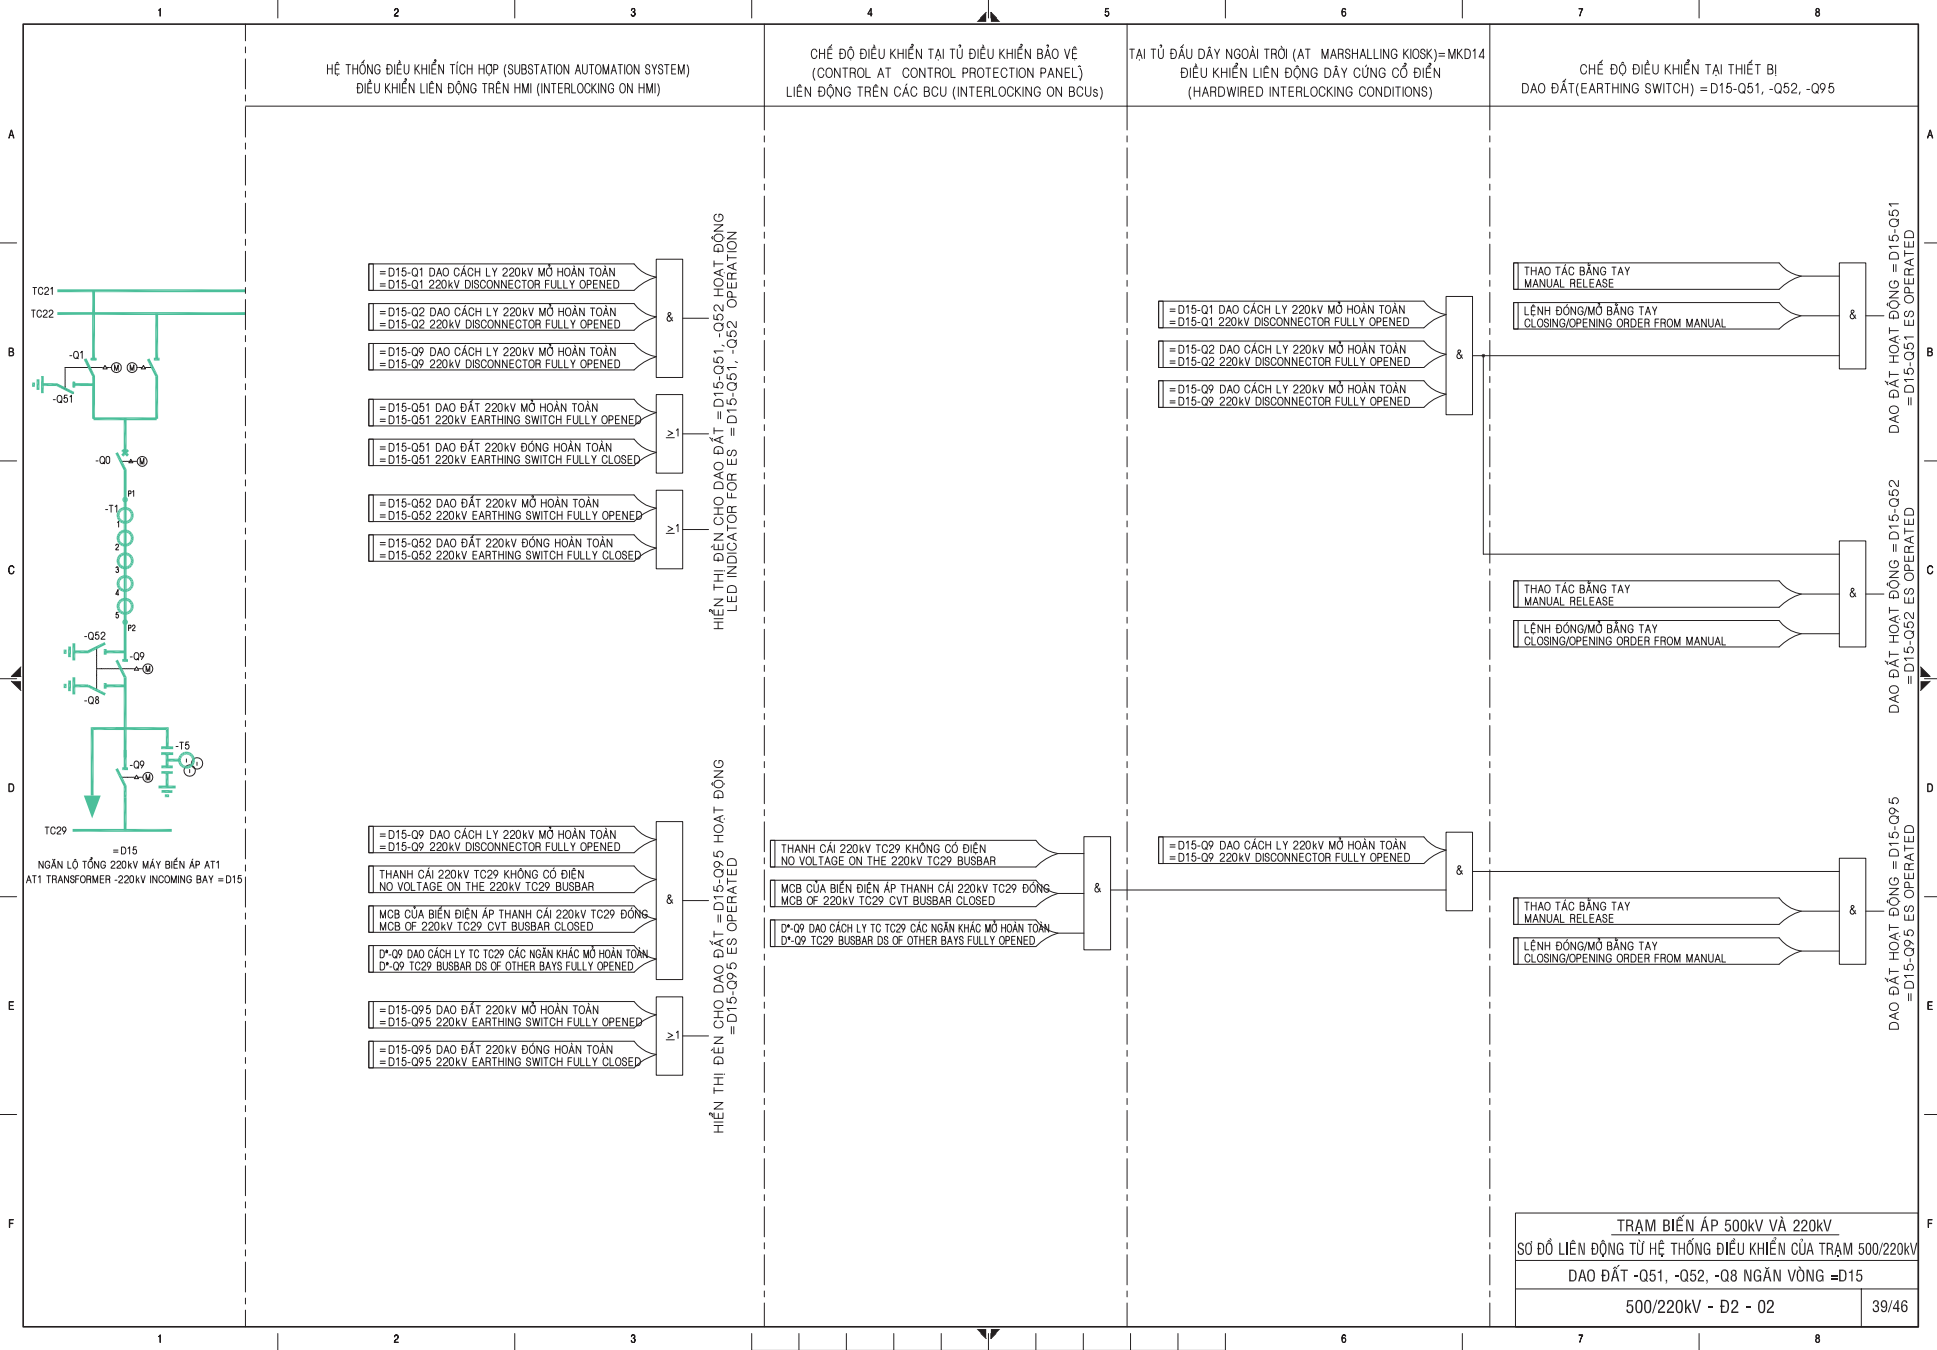 1 2 3 4 5 6 7 8
HỆ THỐNG ĐIỀU KHIỂN TÍCH HỢP (SUBSTATION AUTOMATION SYSTEM)
ĐIỀU KHIỂN LIÊN ĐỘNG TRÊN HMI (INTERLOCKING ON HMI)
CHẾ ĐỘ ĐIỀU KHIỂN TẠI TỦ ĐIỀU KHIỂN BẢO VỆ
(CONTROL AT CONTROL PROTECTION PANEL)
LIÊN ĐỘNG TRÊN CÁC BCU (INTERLOCKING ON BCUs)
TẠI TỦ ĐẤU DÂY NGOÀI TRỜI (AT MARSHALLING KIOSK)=MKD14
ĐIỀU KHIỂN LIÊN ĐỘNG DÂY CỨNG CỔ ĐIỂN
(HARDWIRED INTERLOCKING CONDITIONS)
CHẾ ĐỘ ĐIỀU KHIỂN TẠI THIẾT BỊ
DAO ĐẤT(EARTHING SWITCH) =D15-Q51, -Q52, -Q95
A
B
C
D
E
F
TC21
TC22
-Q1
M
M
-Q51
-Q0
M
P1
-T1
1
2
3
4
5
P2
-Q52
-Q9
M
-Q8
-T5
-Q9
M
TC29
=D15
NGĂN LỘ TỔNG 220kV MÁY BIẾN ÁP AT1
AT1 TRANSFORMER -220kV INCOMING BAY =D15
=D15-Q1 DAO CÁCH LY 220kV MỞ HOÀN TOÀN
=D15-Q1 220kV DISCONNECTOR FULLY OPENED
=D15-Q2 DAO CÁCH LY 220kV MỞ HOÀN TOÀN
=D15-Q2 220kV DISCONNECTOR FULLY OPENED
=D15-Q9 DAO CÁCH LY 220kV MỞ HOÀN TOÀN
=D15-Q9 220kV DISCONNECTOR FULLY OPENED
&
=D15-Q51 DAO ĐẤT 220kV MỞ HOÀN TOÀN
=D15-Q51 220kV EARTHING SWITCH FULLY OPENED
=D15-Q51 DAO ĐẤT 220kV ĐÓNG HOÀN TOÀN
=D15-Q51 220kV EARTHING SWITCH FULLY CLOSED
≥1
=D15-Q52 DAO ĐẤT 220kV MỞ HOÀN TOÀN
=D15-Q52 220kV EARTHING SWITCH FULLY OPENED
=D15-Q52 DAO ĐẤT 220kV ĐÓNG HOÀN TOÀN
=D15-Q52 220kV EARTHING SWITCH FULLY CLOSED
≥1
HIỂN THỊ ĐÈN CHO DAO ĐẤT =D15-Q51, -Q52 HOẠT ĐỘNG
LED INDICATOR FOR ES =D15-Q51, -Q52 OPERATION
=D15-Q9 DAO CÁCH LY 220kV MỞ HOÀN TOÀN
=D15-Q9 220kV DISCONNECTOR FULLY OPENED
THANH CÁI 220kV TC29 KHÔNG CÓ ĐIỆN
NO VOLTAGE ON THE 220kV TC29 BUSBAR
MCB CỦA BIẾN ĐIỆN ÁP THANH CÁI 220kV TC29 ĐÓNG
MCB OF 220kV TC29 CVT BUSBAR CLOSED
D*-Q9 DAO CÁCH LY TC TC29 CÁC NGĂN KHÁC MỞ HOÀN TOÀN
D*-Q9 TC29 BUSBAR DS OF OTHER BAYS FULLY OPENED
&
=D15-Q95 DAO ĐẤT 220kV MỞ HOÀN TOÀN
=D15-Q95 220kV EARTHING SWITCH FULLY OPENED
=D15-Q95 DAO ĐẤT 220kV ĐÓNG HOÀN TOÀN
=D15-Q95 220kV EARTHING SWITCH FULLY CLOSED
≥1
HIỂN THỊ ĐÈN CHO DAO ĐẤT =D15-Q95 HOẠT ĐỘNG
=D15-Q95 ES OPERATED
THANH CÁI 220kV TC29 KHÔNG CÓ ĐIỆN
NO VOLTAGE ON THE 220kV TC29 BUSBAR
MCB CỦA BIẾN ĐIỆN ÁP THANH CÁI 220kV TC29 ĐÓNG
MCB OF 220kV TC29 CVT BUSBAR CLOSED
D*-Q9 DAO CÁCH LY TC TC29 CÁC NGĂN KHÁC MỞ HOÀN TOÀN
D*-Q9 TC29 BUSBAR DS OF OTHER BAYS FULLY OPENED
&
=D15-Q1 DAO CÁCH LY 220kV MỞ HOÀN TOÀN
=D15-Q1 220kV DISCONNECTOR FULLY OPENED
=D15-Q2 DAO CÁCH LY 220kV MỞ HOÀN TOÀN
=D15-Q2 220kV DISCONNECTOR FULLY OPENED
=D15-Q9 DAO CÁCH LY 220kV MỞ HOÀN TOÀN
=D15-Q9 220kV DISCONNECTOR FULLY OPENED
&
=D15-Q9 DAO CÁCH LY 220kV MỞ HOÀN TOÀN
=D15-Q9 220kV DISCONNECTOR FULLY OPENED
&
THAO TÁC BẰNG TAY
MANUAL RELEASE
LỆNH ĐÓNG/MỞ BẰNG TAY
CLOSING/OPENING ORDER FROM MANUAL
&
DAO ĐẤT HOẠT ĐỘNG =D15-Q51
=D15-Q51 ES OPERATED
THAO TÁC BẰNG TAY
MANUAL RELEASE
LỆNH ĐÓNG/MỞ BẰNG TAY
CLOSING/OPENING ORDER FROM MANUAL
&
DAO ĐẤT HOẠT ĐỘNG =D15-Q52
=D15-Q52 ES OPERATED
THAO TÁC BẰNG TAY
MANUAL RELEASE
LỆNH ĐÓNG/MỞ BẰNG TAY
CLOSING/OPENING ORDER FROM MANUAL
&
DAO ĐẤT HOẠT ĐỘNG =D15-Q95
=D15-Q95 ES OPERATED
A
B
C
D
E
F
TRẠM BIẾN ÁP 500kV VÀ 220kV
SƠ ĐỒ LIÊN ĐỘNG TỪ HỆ THỐNG ĐIỀU KHIỂN CỦA TRẠM 500/220kV
DAO ĐẤT -Q51, -Q52, -Q8 NGĂN VÒNG =D15
500/220kV - Đ2 - 02
39/46
1 2 3 6 7 8